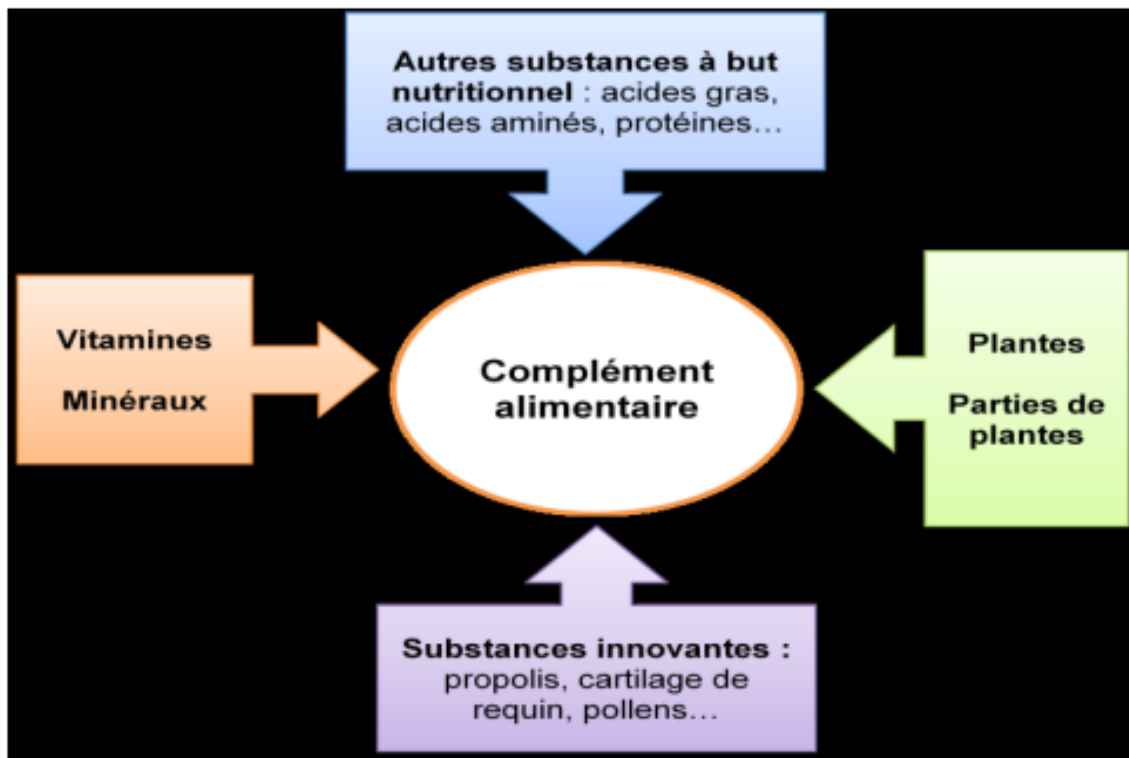 Autres substances à but
nutritionnel : acides gras,
acides aminés, protéines…
Vitamines
Minéraux
Complément
alimentaire
Plantes
Parties de
plantes
Substances innovantes :
propolis, cartilage de
requin, pollens…